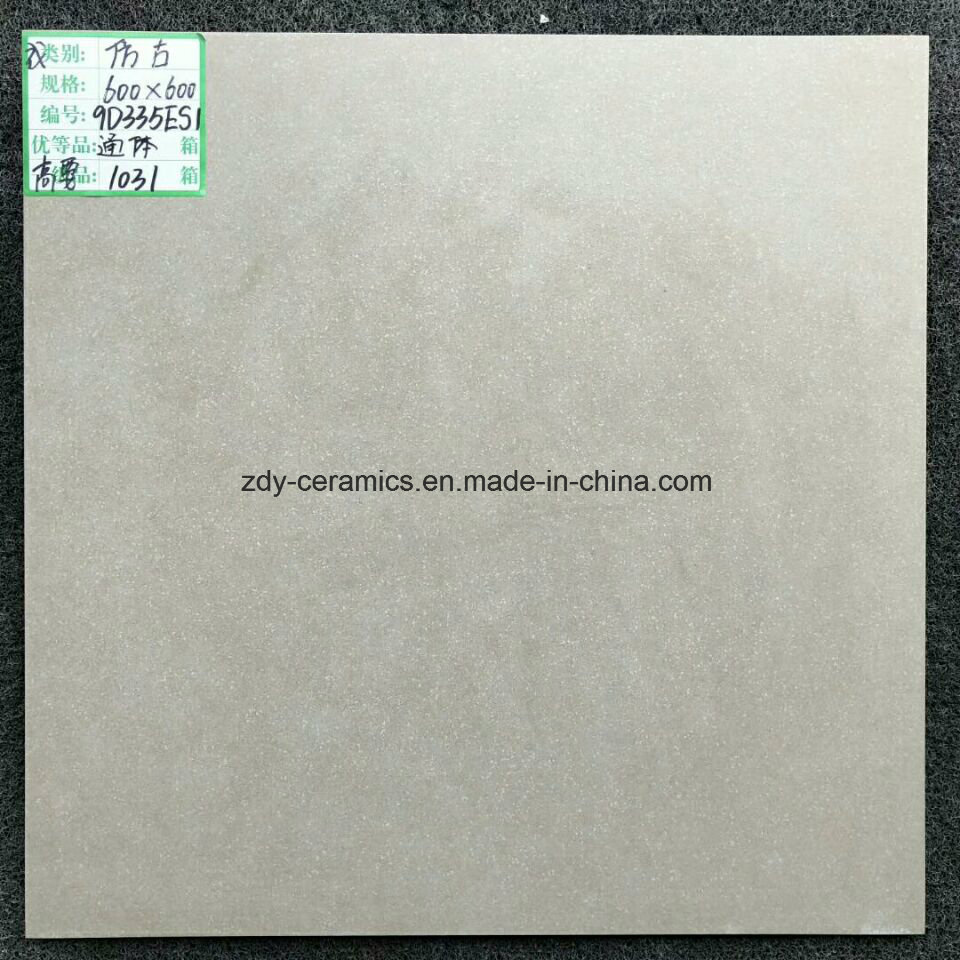 类别: 仿古
规格: 600×600
编号: 9D335ES1
优等品: 通体 箱
品: 1031 箱
zdy-ceramics.en.made-in-china.com